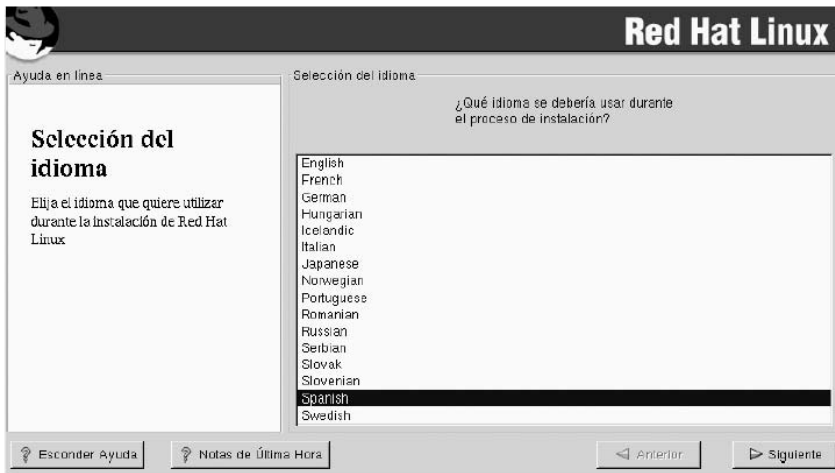 Red Hat Linux
Ayuda en línea
Selección del
idioma
Elija el idioma que quiere utilizar
durante la instalación de Red Hat
Linux
Selección del idioma
¿Qué idioma se debería usar durante
el proceso de instalación?
English
French
German
Hungarian
Icelandic
Italian
Japanese
Norwegian
Portuguese
Romanian
Russian
Serbian
Slovak
Slovenian
Spanish
Swedish
Esconder Ayuda
Notas de Última Hora
Anterior
Siguiente